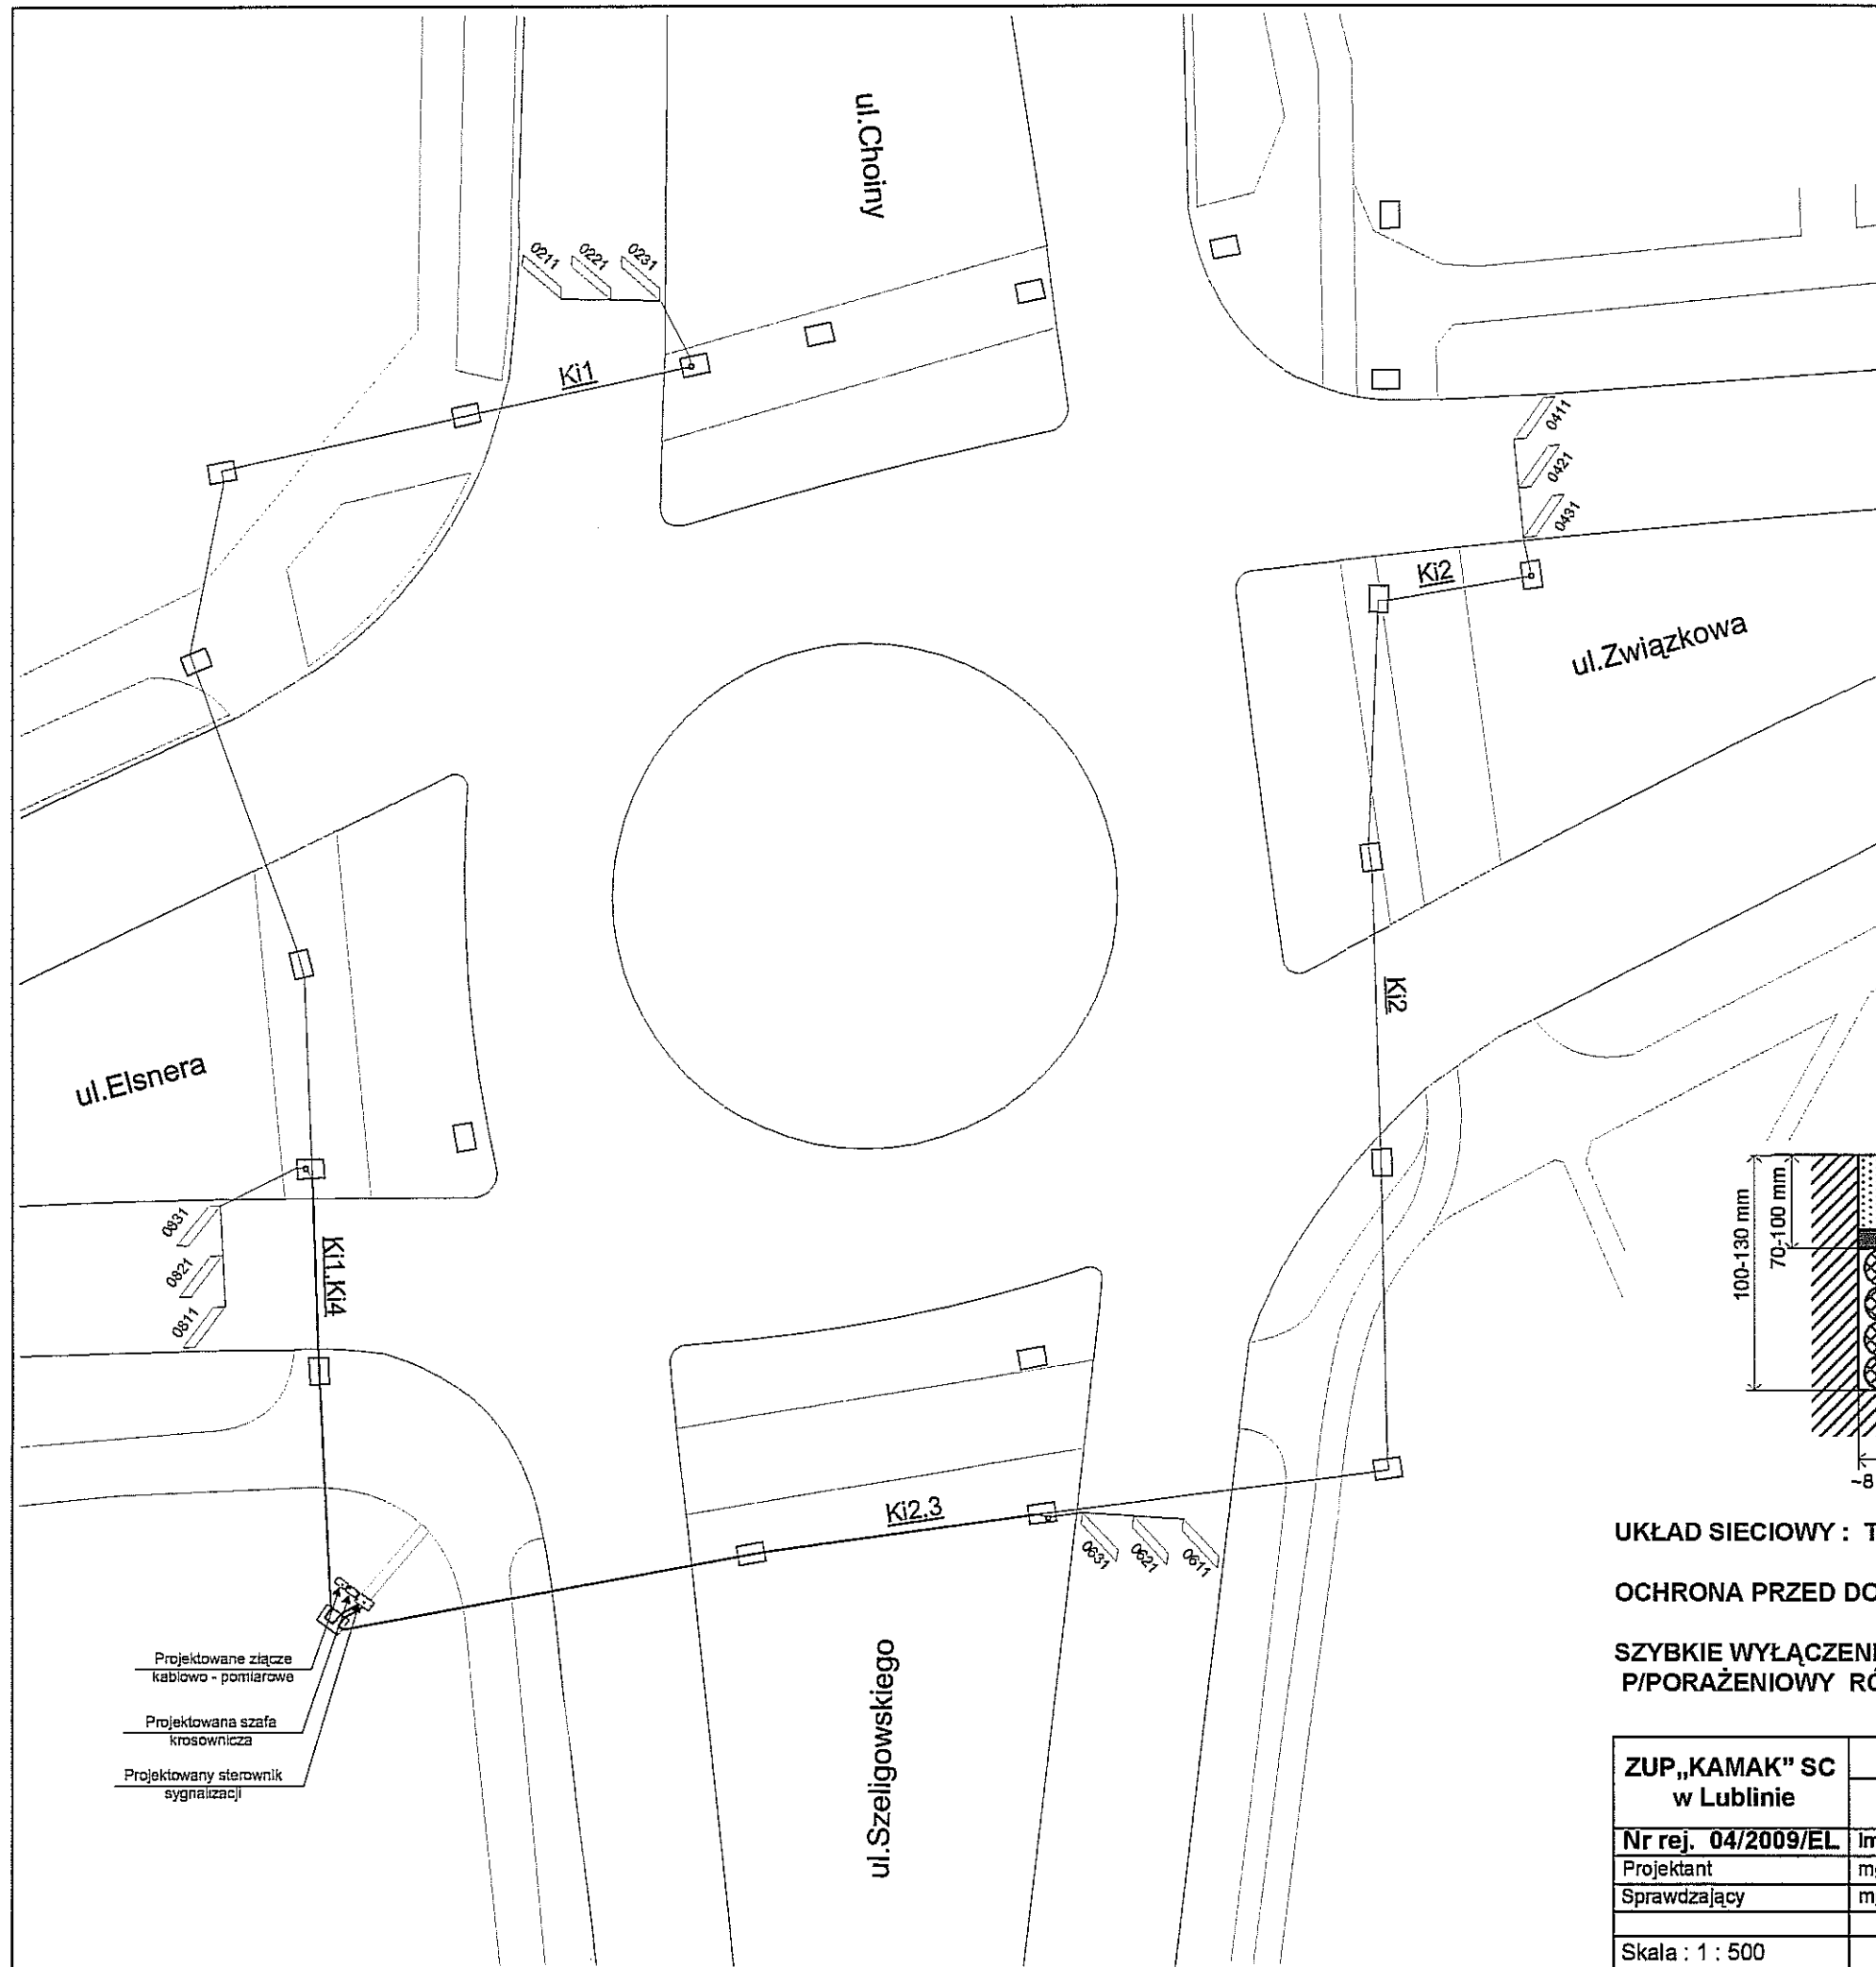 ul.Choiny
0211
0221
0231
Ki1
0411
0421
0431
Ki2
ul.Związkowa
Ki2
ul.Elsnera
0831
0821
0811
Ki1,Ki4
100-130 mm
70-100 mm
~8
Ki2,3
0631
0621
0611
UKŁAD SIECIOWY : T
OCHRONA PRZED DO
SZYBKIE WYŁĄCZENI
P/PORAŻENIOWY RÓ
Projektowane złącze
kablowo - pomiarowe
Projektowana szafa
krosownicza
Projektowany sterownik
sygnalizacji
ul.Szeligowskiego
ZUP„KAMAK” SC
w Lublinie
Nr rej. 04/2009/EL
Im
Projektant
m
Sprawdzający
m
Skala : 1 : 500